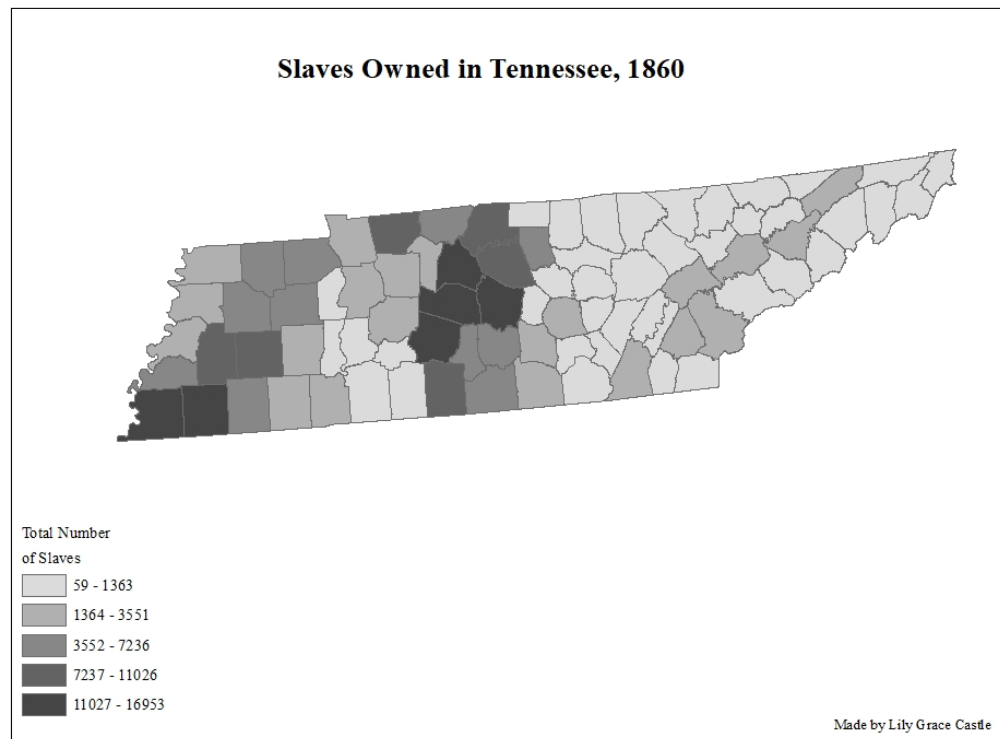 Slaves Owned in Tennessee, 1860
Total Number
of Slaves
59 - 1363
1364 - 3551
3552 - 7236
7237 - 11026
11027 - 16953
Made by Lily Grace Castle